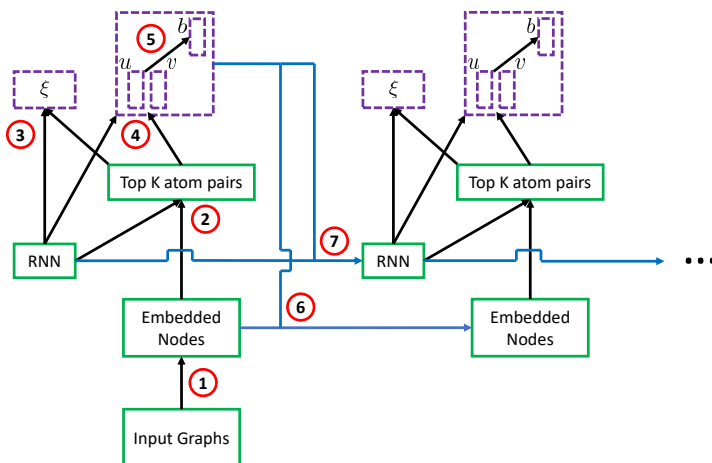 b
b
5
u
v
u
v
ξ
ξ
3
4
Top K atom pairs
Top K atom pairs
2
7
RNN
RNN
...
6
Embedded
Nodes
Embedded
Nodes
1
Input Graphs